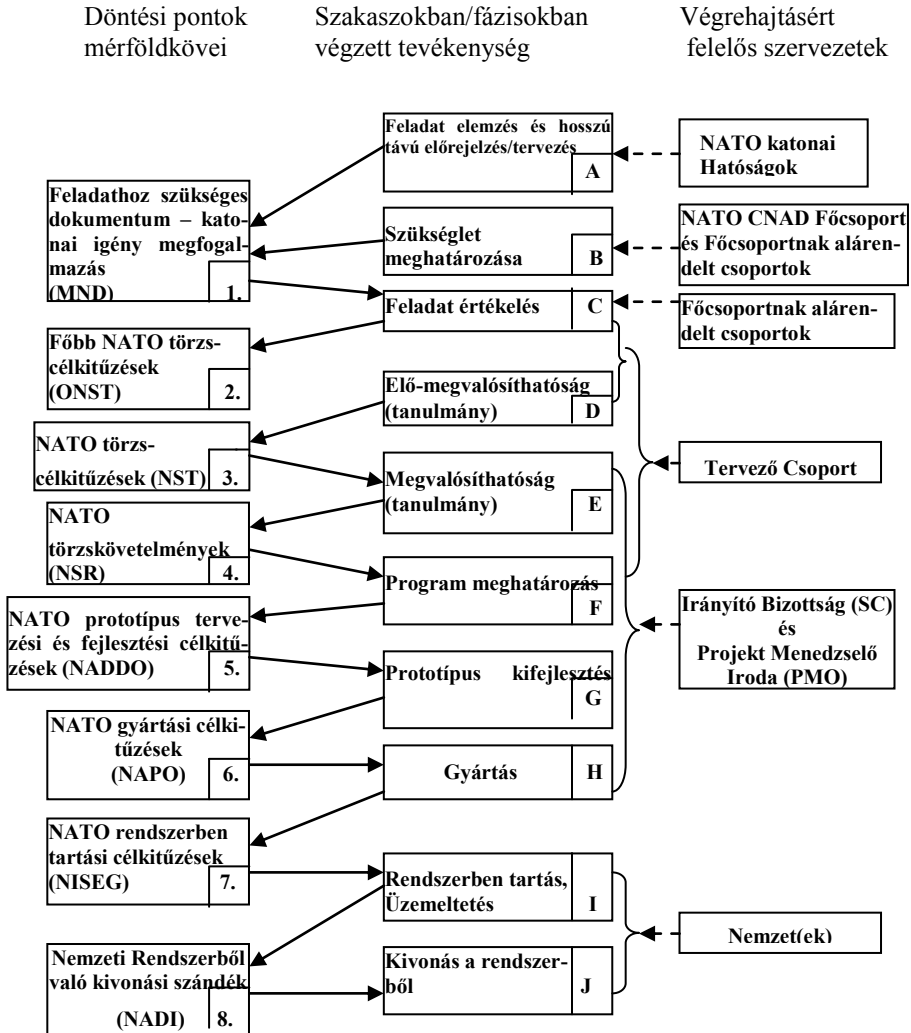 Döntési pontok
mérföldkövei
Szakaszokban/fázisokban
végzett tevékenység
Végrehajtásért
felelős szervezetek
Feladat elemzés és hosszú
távú előrejelzés/tervezés
A
NATO katonai
Hatóságok
Feladathoz szükséges
dokumentum – kato-
nai igény megfogal-
mazás
(MND)
1.
Szükséglet
meghatározása
B
NATO CNAD Főcsoport
és Főcsoportnak aláren-
delt csoportok
Feladat értékelés
C
Főcsoportnak aláren-
delt csoportok
Főbb NATO törzs-
célkitűzések
(ONST)
2.
Elő-megvalósíthatóság
(tanulmány)
D
NATO törzs-
célkitűzések (NST)
3.
Megvalósíthatóság
(tanulmány)
E
Tervező Csoport
NATO
törzskövetelmények
(NSR)
4.
Program meghatározás
F
NATO prototípus terve-
zési és fejlesztési célkitű-
zések (NADDO)
5.
Irányító Bizottság (SC)
és
Projekt Menedzselő
Iroda (PMO)
Prototípus kifejlesztés
G
NATO gyártási célki-
tűzések
(NAPO)
6.
Gyártás
H
NATO rendszerben
tartási célkitűzések
(NISEG)
7.
Rendszerben tartás,
Üzemeltetés
I
Nemzet(ek)
Nemzeti Rendszerből
való kivonási szándék
(NADI)
8.
Kivonás a rendszer-
ből
J